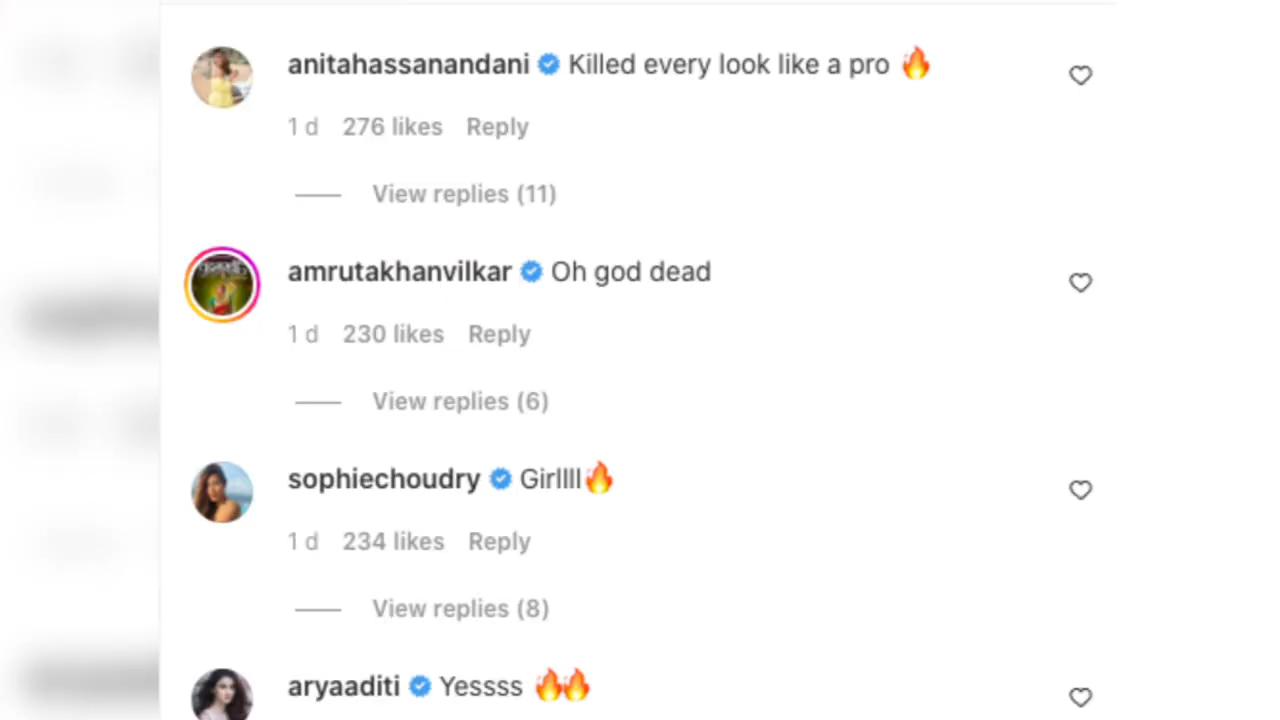 anitahassanandani Killed every look like a pro 🔥
1 d 276 likes Reply
View replies (11)
amrutakhanvilkar Oh god dead
1 d 230 likes Reply
View replies (6)
sophiechoudry Girllll🔥
1 d 234 likes Reply
View replies (8)
aryaaditi Yessss 🔥🔥